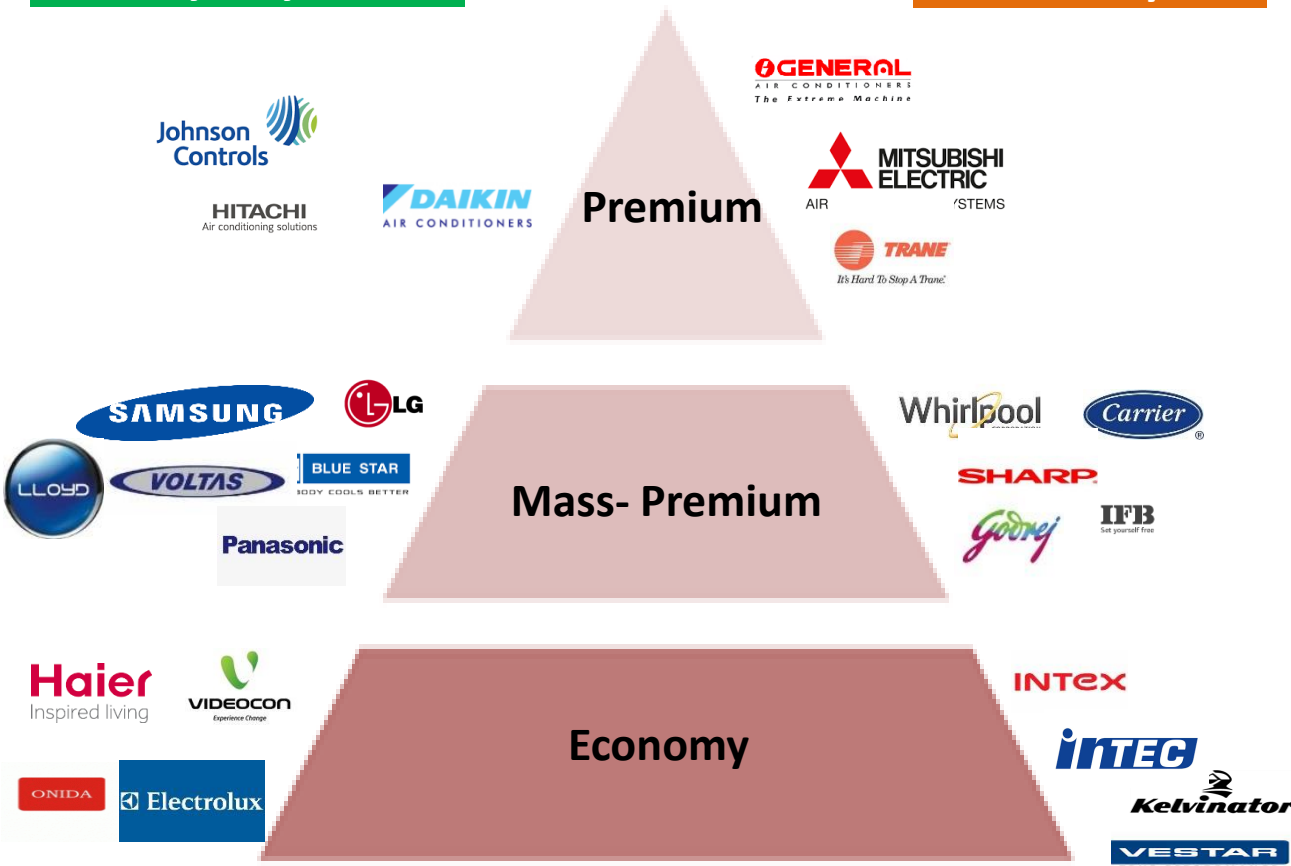 GENERAL
AIR CONDITIONERS
The Extreme Machine
Johnson
Controls
MITSUBISHI
ELECTRIC
AIR
YSTEMS
HITACHI
Air conditioning solutions
DAIKIN
AIR CONDITIONERS
Premium
TRANE
It's Hard To Stop A Trane.
SAMSUNG
LG
Whirlpool
CORPORATION
Carrier
®
LLOYD
VOLTAS
BLUE STAR
BODY COOLS BETTER
Mass- Premium
SHARP
Panasonic
Godrej
IFB
Set yourself free
Haier
Inspired living
VIDEOCON
Experience Change
INTEX
Economy
INTEC
ONIDA
Electrolux
Kelvinator
VESTAR